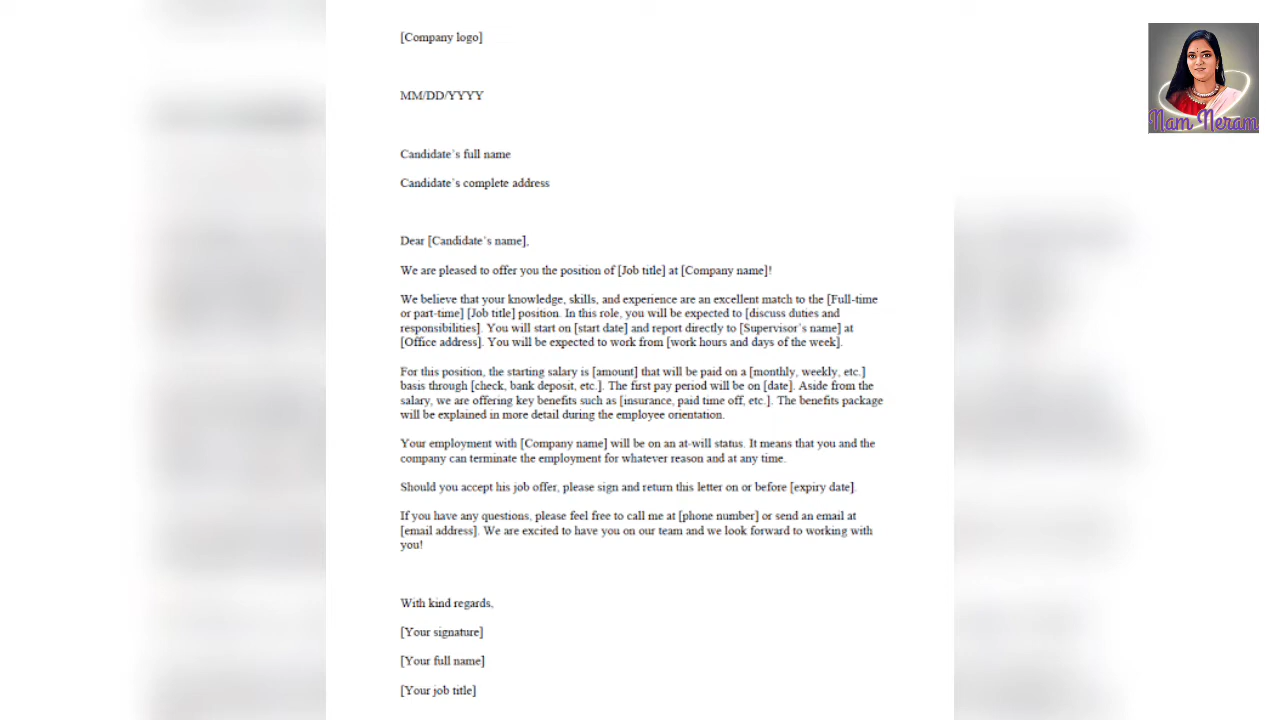 [Company logo]
MM/DD/YYYY
Candidate's full name
Candidate's complete address
Dear [Candidate's name],
We are pleased to offer you the position of [Job title] at [Company name]!
We believe that your knowledge, skills, and experience are an excellent match to the [Full-time
or part-time] [Job title] position. In this role, you will be expected to [discuss duties and
responsibilities]. You will start on [start date] and report directly to [Supervisor's name] at
[Office address]. You will be expected to work from [work hours and days of the week].
For this position, the starting salary is [amount] that will be paid on a [monthly, weekly, etc.]
basis through [check, bank deposit, etc.]. The first pay period will be on [date]. Aside from the
salary, we are offering key benefits such as [insurance, paid time off, etc.]. The benefits package
will be explained in more detail during the employee orientation.
Your employment with [Company name] will be on an at-will status. It means that you and the
company can terminate the employment for whatever reason and at any time.
Should you accept his job offer, please sign and return this letter on or before [expiry date].
If you have any questions, please feel free to call me at [phone number] or send an email at
[email address]. We are excited to have you on our team and we look forward to working with
you!
With kind regards,
[Your signature]
[Your full name]
[Your job title]
Nam Neram